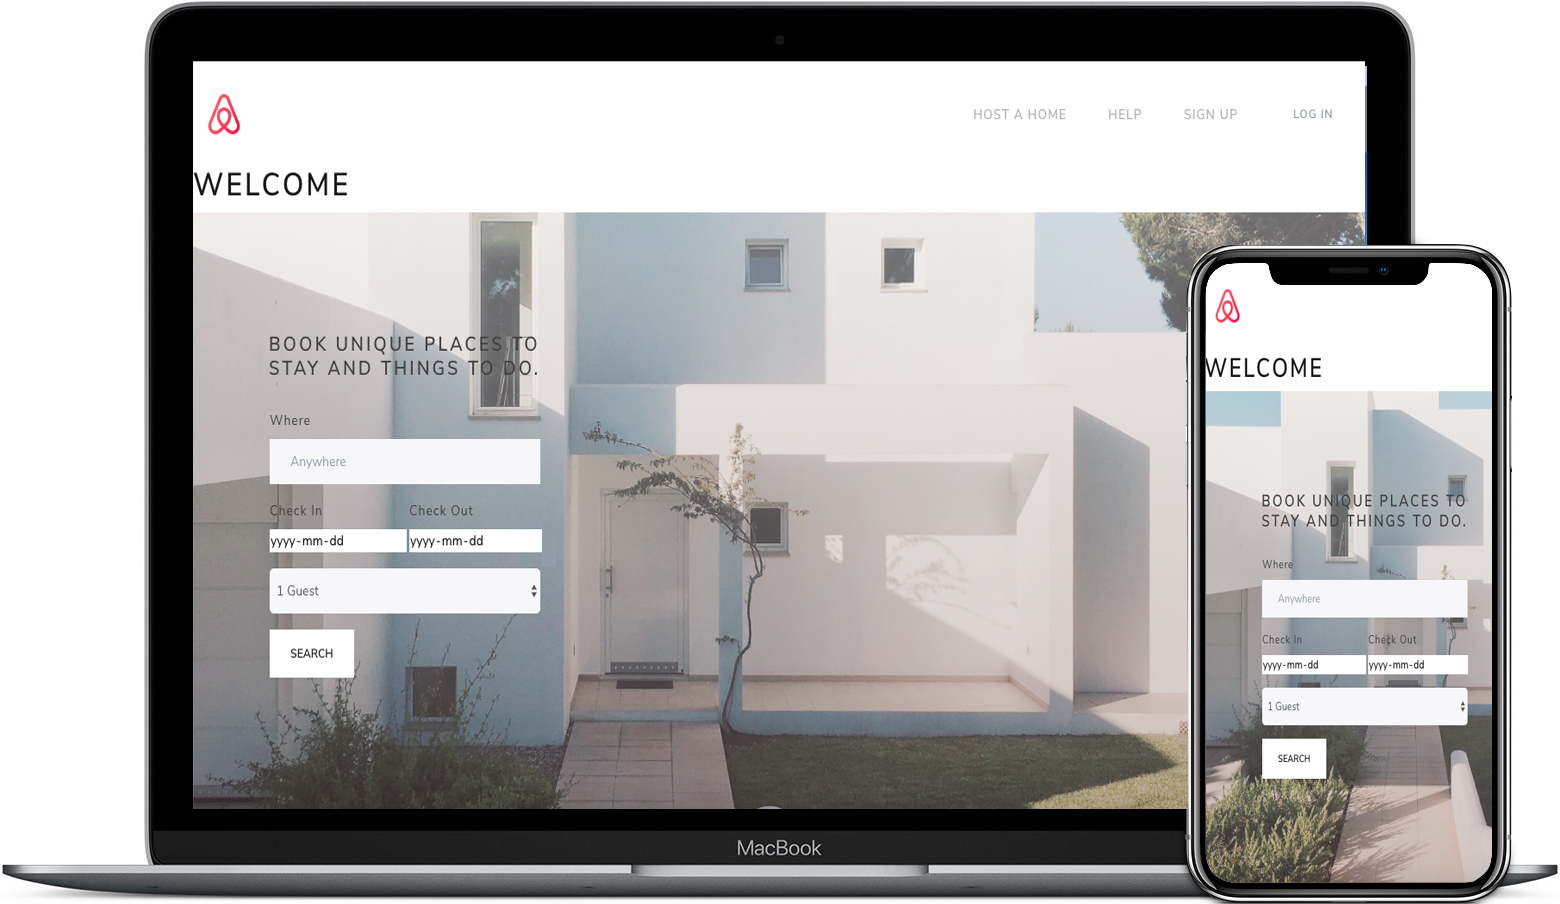 HOST A HOME HELP SIGN UP LOG IN
WELCOME
BOOK UNIQUE PLACES TO
STAY AND THINGS TO DO.
Where
Anywhere
Check In Check Out
yyyy-mm-dd yyyy-mm-dd
1 Guest
SEARCH
MacBook
WELCOME
BOOK UNIQUE PLACES TO
STAY AND THINGS TO DO.
Where
Anywhere
Check In Check Out
yyyy-mm-dd yyyy-mm-dd
1 Guest
SEARCH